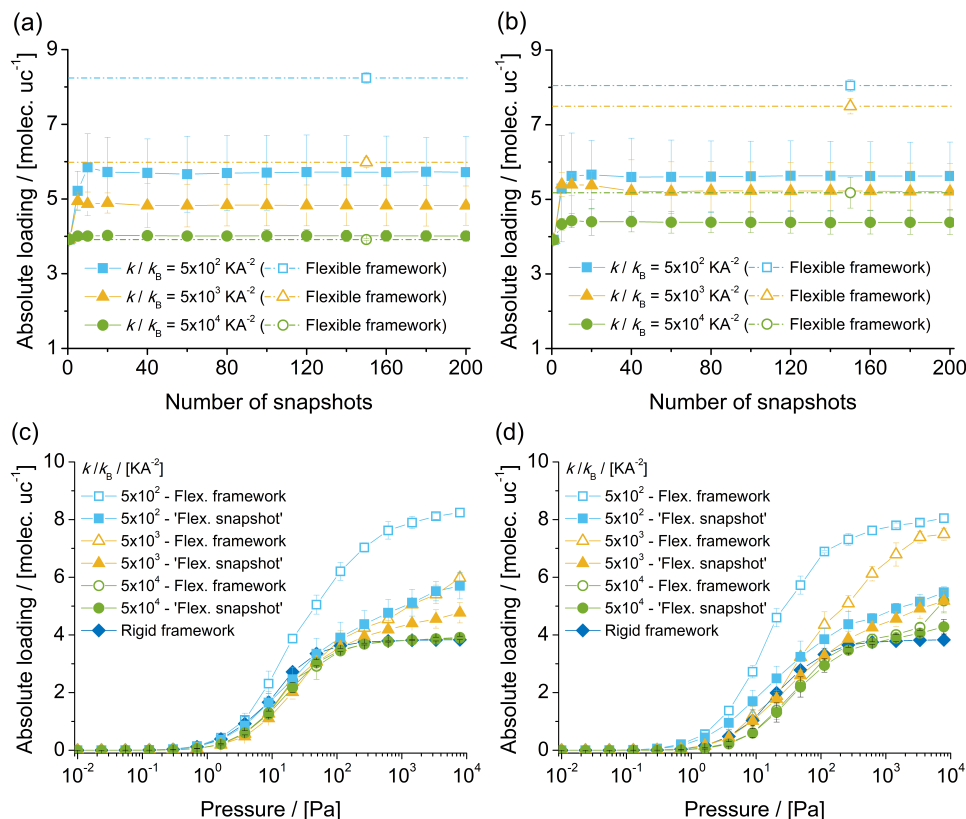 (a)
Absolute loading / [molec. uc⁻¹]
9
7
5
3
1
k / k_B = 5x10² KA⁻² ( Flexible framework)
k / k_B = 5x10³ KA⁻² ( Flexible framework)
k / k_B = 5x10⁴ KA⁻² ( Flexible framework)
0 40 80 120 160 200
Number of snapshots
(b)
Absolute loading / [molec. uc⁻¹]
9
7
5
3
1
k / k_B = 5x10² KA⁻² ( Flexible framework)
k / k_B = 5x10³ KA⁻² ( Flexible framework)
k / k_B = 5x10⁴ KA⁻² ( Flexible framework)
0 40 80 120 160 200
Number of snapshots
(c)
Absolute loading / [molec. uc⁻¹]
10
8
6
4
2
0
k /k_B / [KA⁻²]
5x10² - Flex. framework
5x10² - 'Flex. snapshot'
5x10³ - Flex. framework
5x10³ - 'Flex. snapshot'
5x10⁴ - Flex. framework
5x10⁴ - 'Flex. snapshot'
Rigid framework
10⁻² 10⁻¹ 10⁰ 10¹ 10² 10³ 10⁴
Pressure / [Pa]
(d)
Absolute loading / [molec. uc⁻¹]
10
8
6
4
2
0
k /k_B / [KA⁻²]
5x10² - Flex. framework
5x10² - 'Flex. snapshot'
5x10³ - Flex. framework
5x10³ - 'Flex. snapshot'
5x10⁴ - Flex. framework
5x10⁴ - 'Flex. snapshot'
Rigid framework
10⁻² 10⁻¹ 10⁰ 10¹ 10² 10³ 10⁴
Pressure / [Pa]